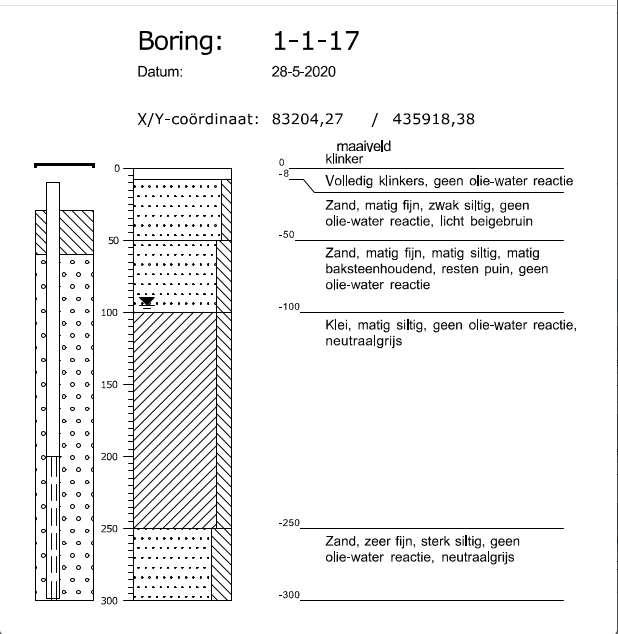 Boring: 1-1-17
Datum: 28-5-2020
X/Y-coördinaat: 83204,27 / 435918,38
maaiveld
0 0 klinker
-8 Volledig klinkers, geen olie-water reactie
Zand, matig fijn, zwak siltig, geen
olie-water reactie, licht beigebruin
50 -50
Zand, matig fijn, matig siltig, matig
baksteenhoudend, resten puin, geen
olie-water reactie
100 -100
Klei, matig siltig, geen olie-water reactie,
neutraalgrijs
150
200
250 -250
Zand, zeer fijn, sterk siltig, geen
olie-water reactie, neutraalgrijs
300 -300